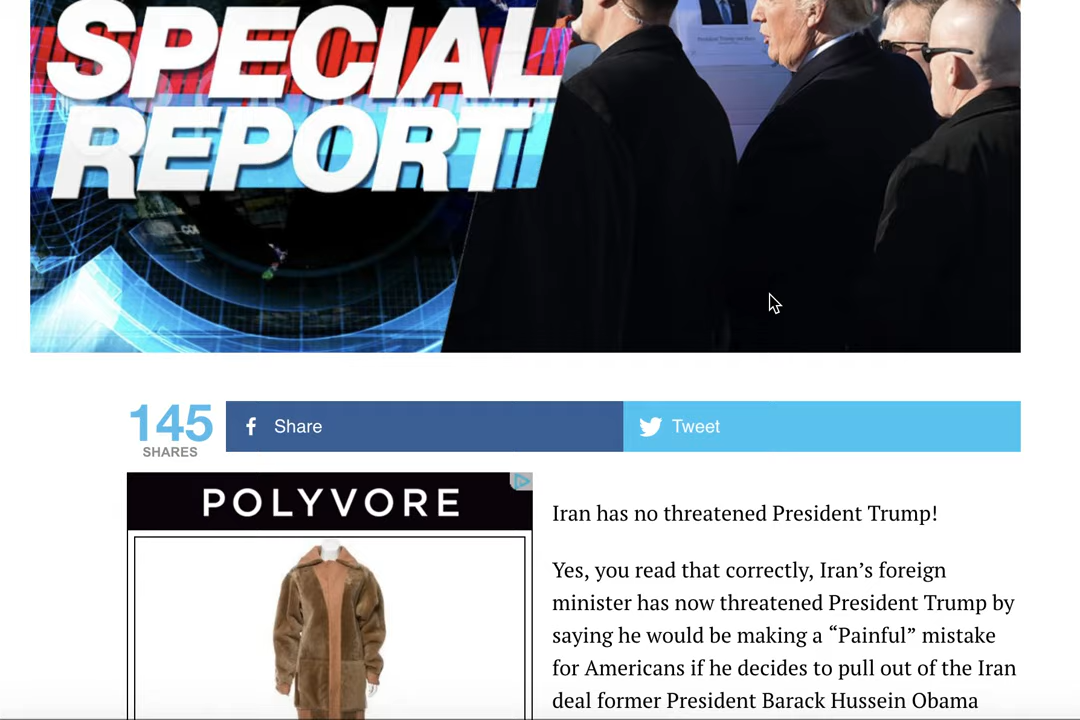 SPECIAL
REPORT
145
SHARES
Share
Tweet
POLYVORE
Iran has no threatened President Trump!
Yes, you read that correctly, Iran’s foreign
minister has now threatened President Trump by
saying he would be making a “Painful” mistake
for Americans if he decides to pull out of the Iran
deal former President Barack Hussein Obama